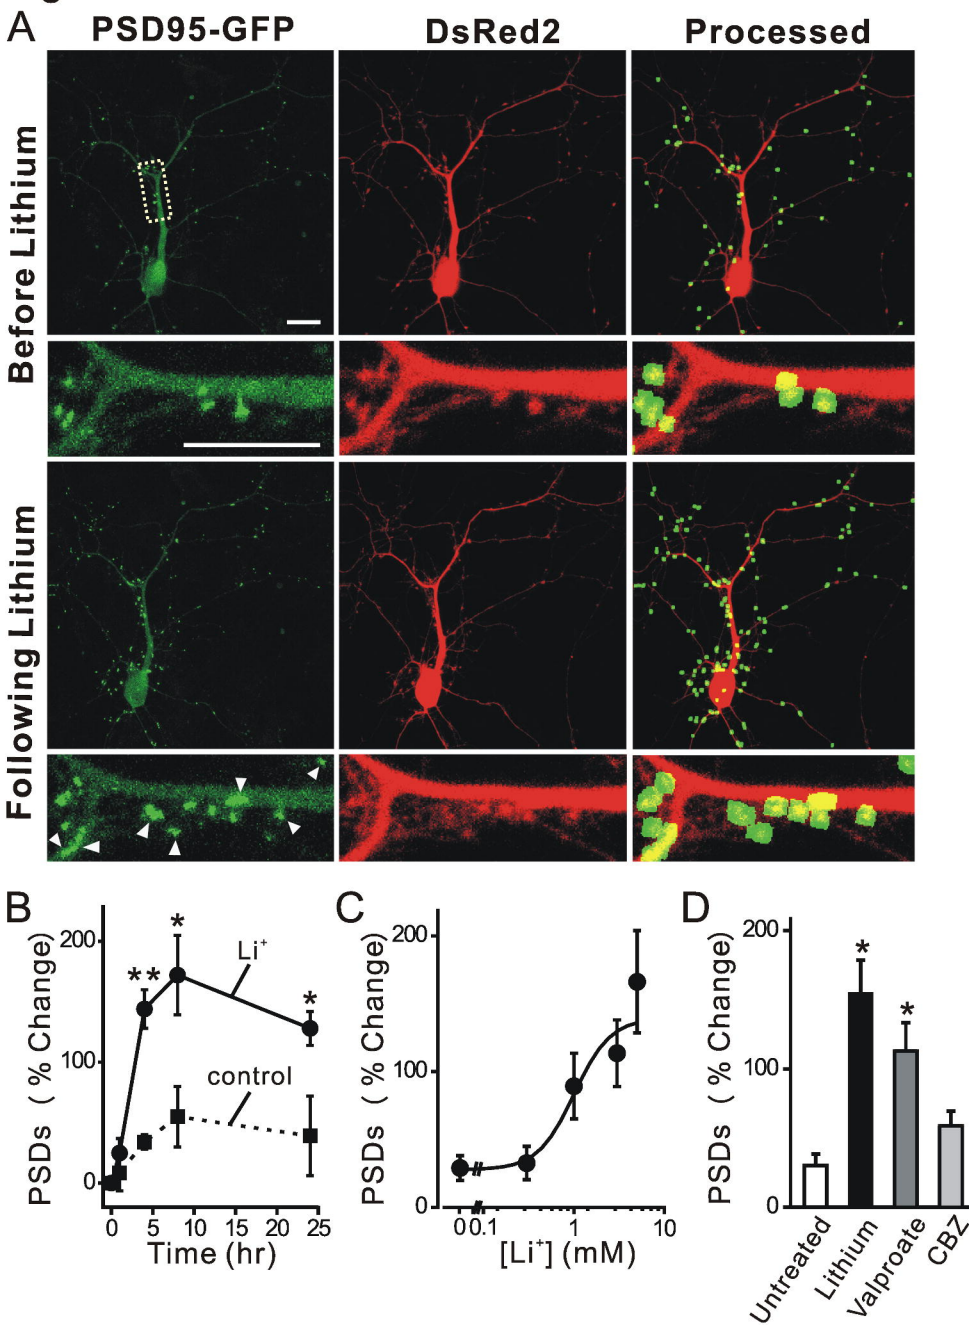 A
PSD95-GFP
DsRed2
Processed
Before Lithium
Following Lithium
B
PSDs ( % Change)
200
100
0
*
**
*
Li⁺
control
0 5 10 15 20 25
Time (hr)
C
PSDs ( % Change)
200
100
0
0 0.1 1 10
[Li⁺] (mM)
D
PSDs ( % Change)
200
100
0
*
*
Untreated
Lithium
Valproate
CBZ